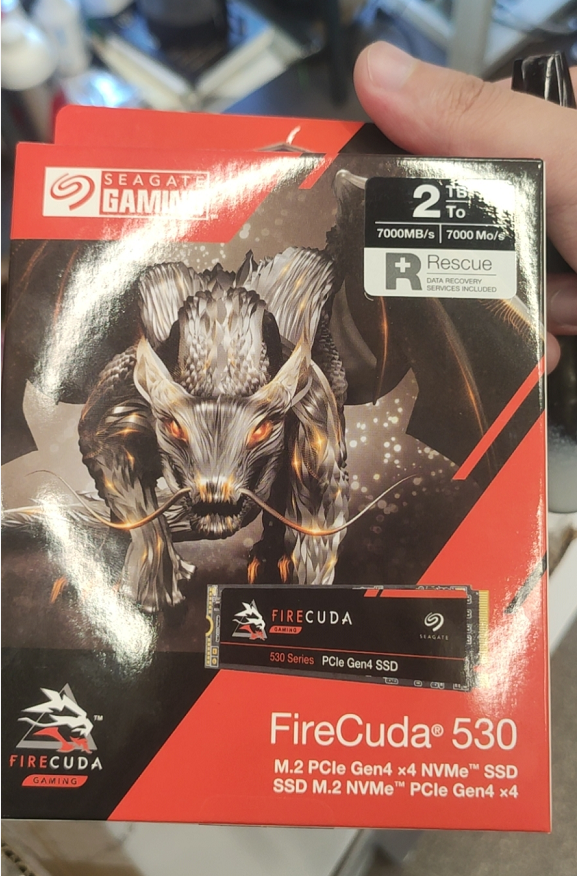 SEAGATE
GAMING
2 TB
To
7000MB/s | 7000 Mo/s
R Rescue
DATA RECOVERY
SERVICES INCLUDED
FIRECUDA
GAMING
SEAGATE
530 Series PCIe Gen4 SSD
FireCuda® 530
M.2 PCIe Gen4 ×4 NVMe™ SSD
SSD M.2 NVMe™ PCIe Gen4 ×4
™
FIRECUDA
GAMING